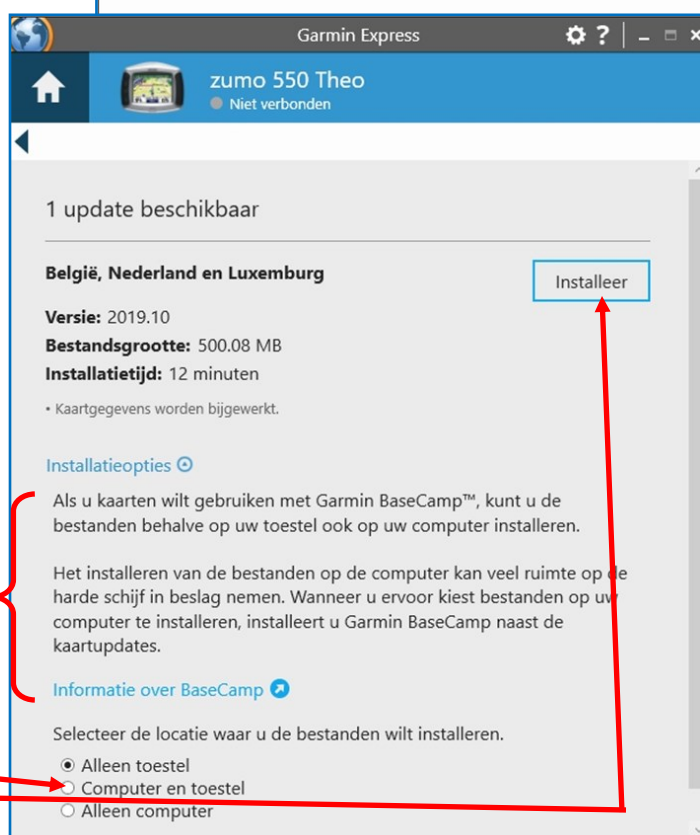 Garmin Express
zumo 550 Theo
Niet verbonden
1 update beschikbaar
België, Nederland en Luxemburg
Installeer
Versie: 2019.10
Bestandsgrootte: 500.08 MB
Installatietijd: 12 minuten
• Kaartgegevens worden bijgewerkt.
Installatieopties
Als u kaarten wilt gebruiken met Garmin BaseCamp™, kunt u de
bestanden behalve op uw toestel ook op uw computer installeren.
Het installeren van de bestanden op de computer kan veel ruimte op de
harde schijf in beslag nemen. Wanneer u ervoor kiest bestanden op uw
computer te installeren, installeert u Garmin BaseCamp naast de
kaartupdates.
Informatie over BaseCamp
Selecteer de locatie waar u de bestanden wilt installeren.
Alleen toestel
Computer en toestel
Alleen computer